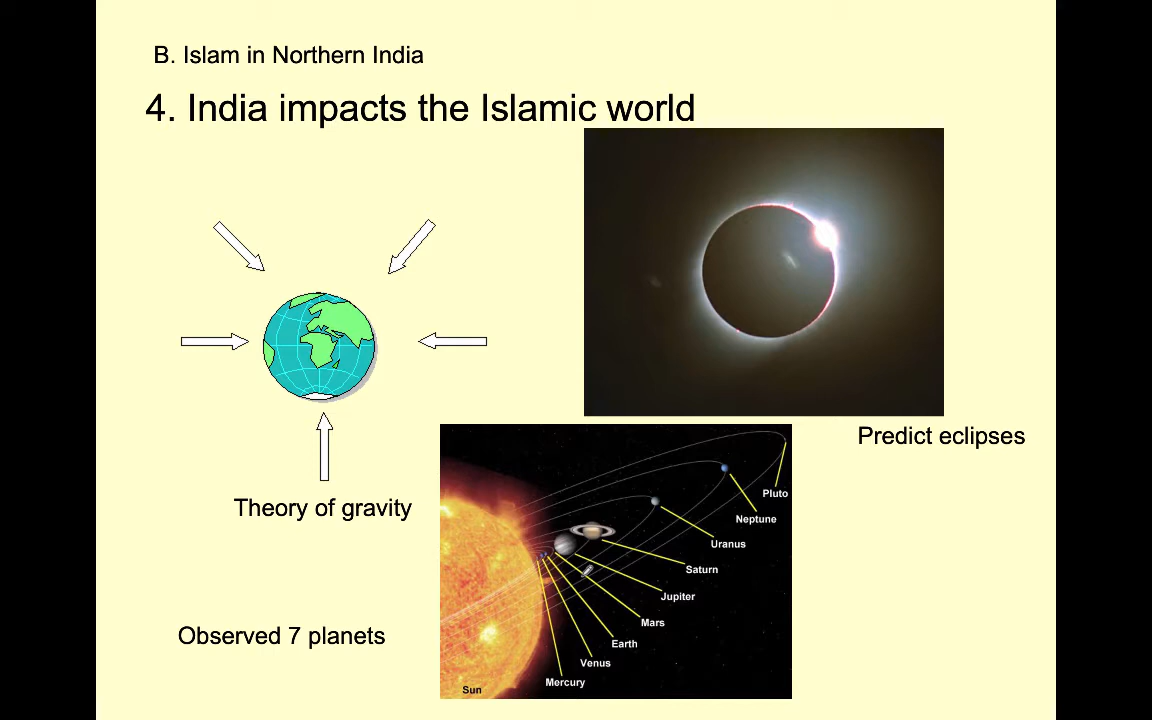 B. Islam in Northern India
4. India impacts the Islamic world
Predict eclipses
Theory of gravity
Pluto
Neptune
Uranus
Saturn
Jupiter
Mars
Earth
Venus
Mercury
Sun
Observed 7 planets